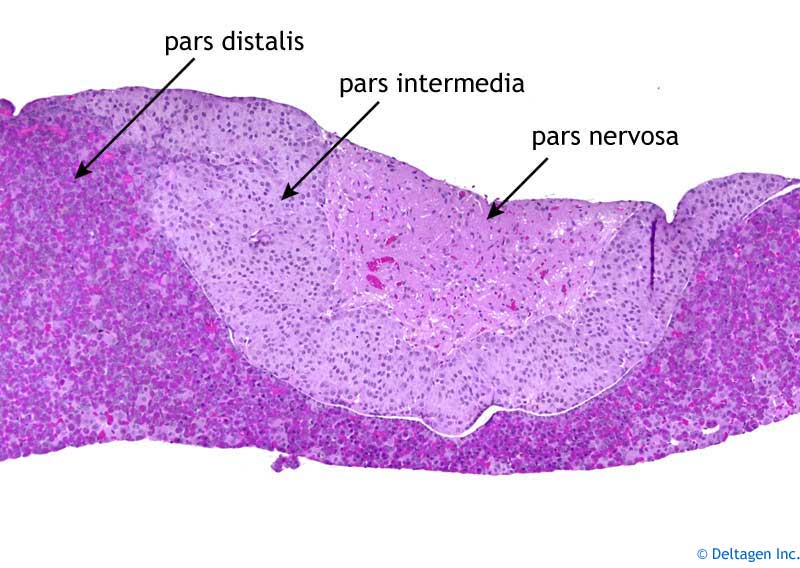 pars distalis
pars intermedia
pars nervosa
© Deltagen Inc.